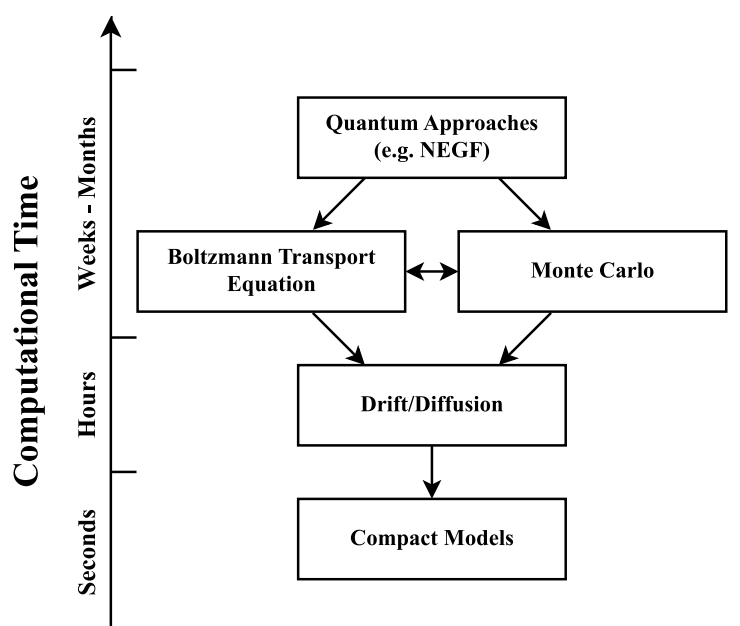 Computational Time
Weeks - Months
Hours
Seconds
Quantum Approaches
(e.g. NEGF)
Boltzmann Transport
Equation
Monte Carlo
Drift/Diffusion
Compact Models